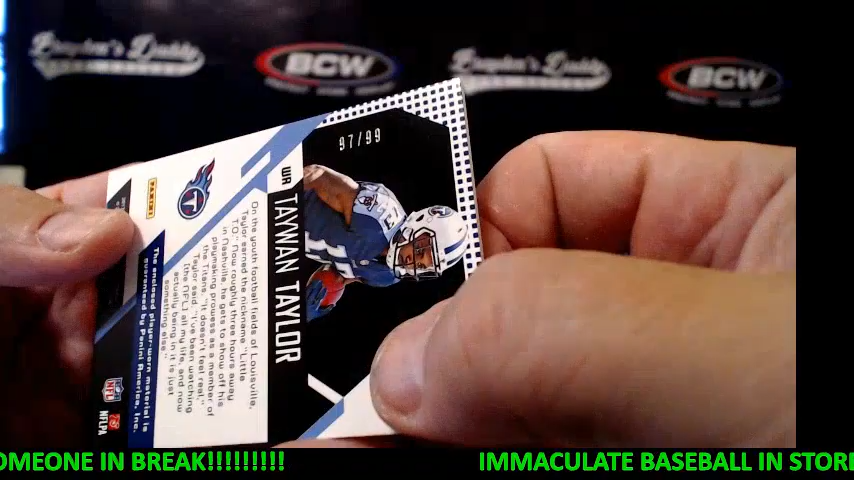 Brayden's Daddy
BCW
Brayden's Daddy
BCW
97/99
WR
TAYWAN TAYLOR
T
PANINI
On the youth football fields of Louisville,
Taylor earned the nickname "Little
T.O." Now roughly three hours away
in Nashville, he gets to show off his
playmaking prowess as a member of
the Titans. "It doesn't feel real,"
Taylor said. "I've been watching
[the NFL] all my life, and now
actually being in it is just
something else."
The enclosed player-worn material is
guaranteed by Panini America, Inc.
NFL
NFLPA
OMEONE IN BREAK!!!!!!!!!
IMMACULATE BASEBALL IN STOR